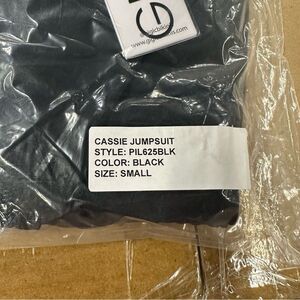 CASSIE JUMPSUIT
STYLE: PIL625BLK
COLOR: BLACK
SIZE: SMALL